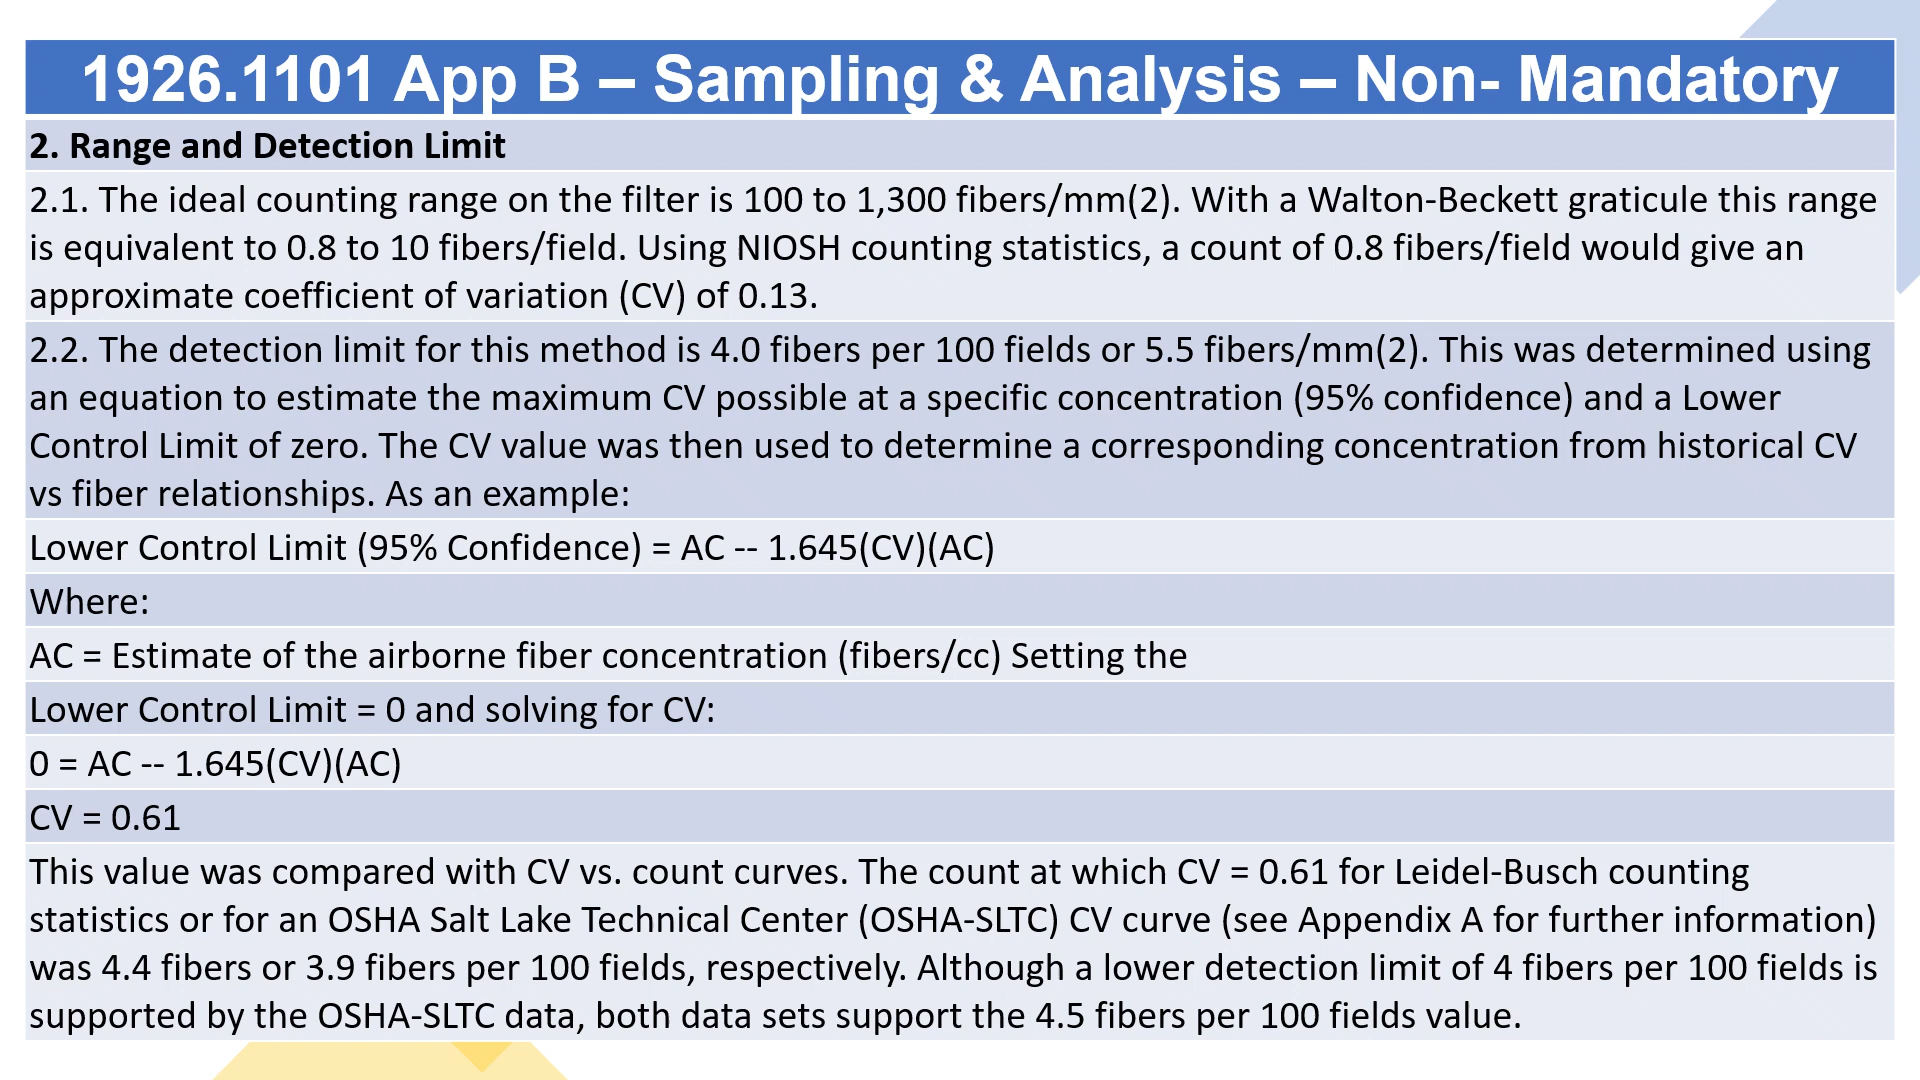 1926.1101 App B – Sampling & Analysis – Non- Mandatory
2. Range and Detection Limit
2.1. The ideal counting range on the filter is 100 to 1,300 fibers/mm(2). With a Walton-Beckett graticule this range
is equivalent to 0.8 to 10 fibers/field. Using NIOSH counting statistics, a count of 0.8 fibers/field would give an
approximate coefficient of variation (CV) of 0.13.
2.2. The detection limit for this method is 4.0 fibers per 100 fields or 5.5 fibers/mm(2). This was determined using
an equation to estimate the maximum CV possible at a specific concentration (95% confidence) and a Lower
Control Limit of zero. The CV value was then used to determine a corresponding concentration from historical CV
vs fiber relationships. As an example:
Lower Control Limit (95% Confidence) = AC -- 1.645(CV)(AC)
Where:
AC = Estimate of the airborne fiber concentration (fibers/cc) Setting the
Lower Control Limit = 0 and solving for CV:
0 = AC -- 1.645(CV)(AC)
CV = 0.61
This value was compared with CV vs. count curves. The count at which CV = 0.61 for Leidel-Busch counting
statistics or for an OSHA Salt Lake Technical Center (OSHA-SLTC) CV curve (see Appendix A for further information)
was 4.4 fibers or 3.9 fibers per 100 fields, respectively. Although a lower detection limit of 4 fibers per 100 fields is
supported by the OSHA-SLTC data, both data sets support the 4.5 fibers per 100 fields value.